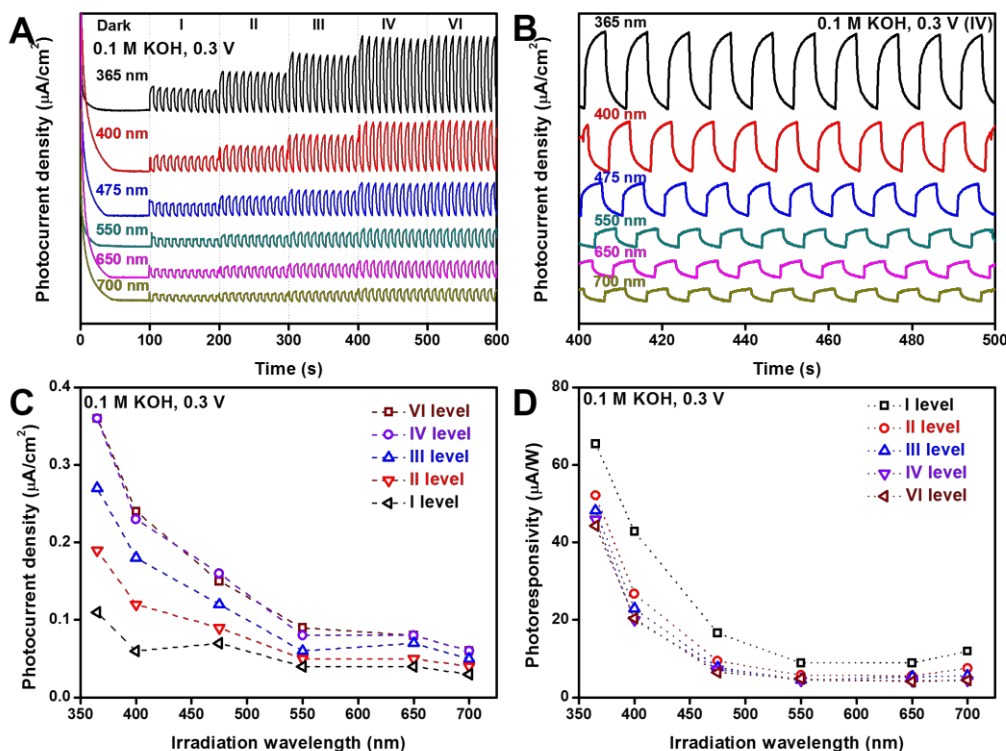 A
Dark I II III IV VI
0.1 M KOH, 0.3 V
365 nm
400 nm
475 nm
550 nm
650 nm
700 nm
Photocurrent density (μA/cm²)
0 100 200 300 400 500 600
Time (s)
B
0.1 M KOH, 0.3 V (IV)
365 nm
400 nm
475 nm
550 nm
650 nm
700 nm
Photocurrent density (μA/cm²)
400 420 440 460 480 500
Time (s)
C
0.1 M KOH, 0.3 V
VI level
IV level
III level
II level
I level
0.4
0.3
0.2
0.1
0.0
Photocurrent density (μA/cm²)
350 400 450 500 550 600 650 700
Irradiation wavelength (nm)
D
0.1 M KOH, 0.3 V
I level
II level
III level
IV level
VI level
80
60
40
20
0
Photoresponsivity (μA/W)
350 400 450 500 550 600 650 700
Irradiation wavelength (nm)